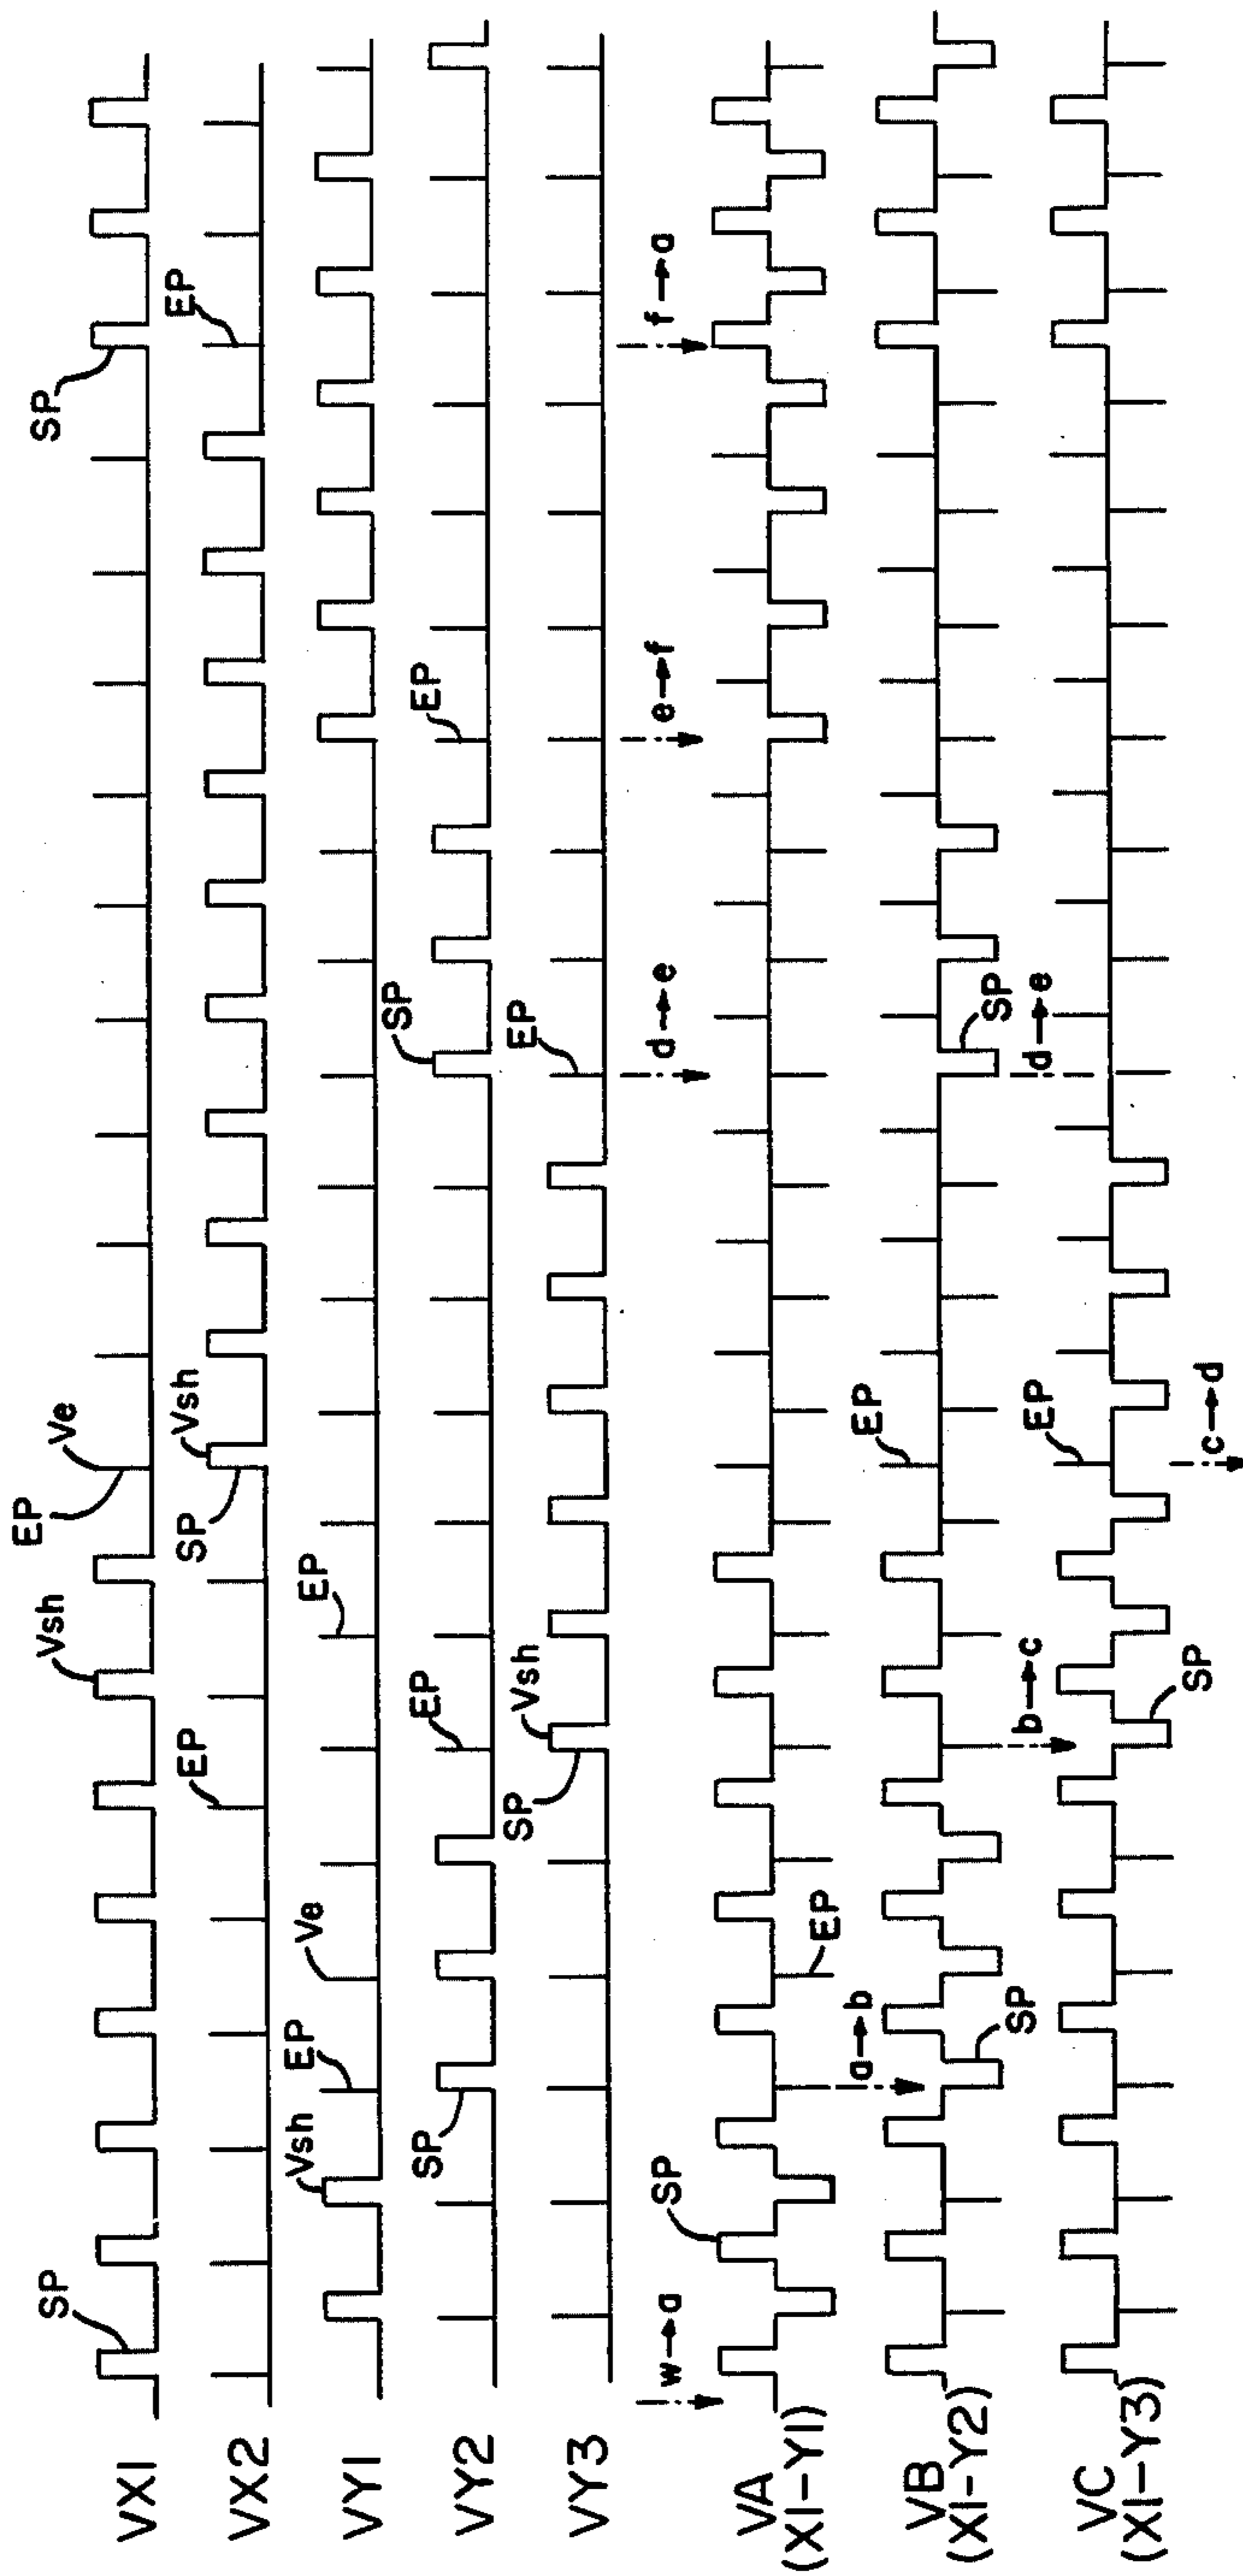 VX1
SP
Vsh
EP
Ve
SP
VX2
EP
SP
Vsh
EP
VY1
Vsh
EP
Ve
EP
VY2
SP
EP
SP
EP
VY3
SP
Vsh
EP
w→a
d→e
e→f
f→a
VA
(X1-Y1)
SP
EP
a→b
VB
(X1-Y2)
SP
EP
SP
b→c
d→e
VC
(X1-Y3)
SP
EP
c→d